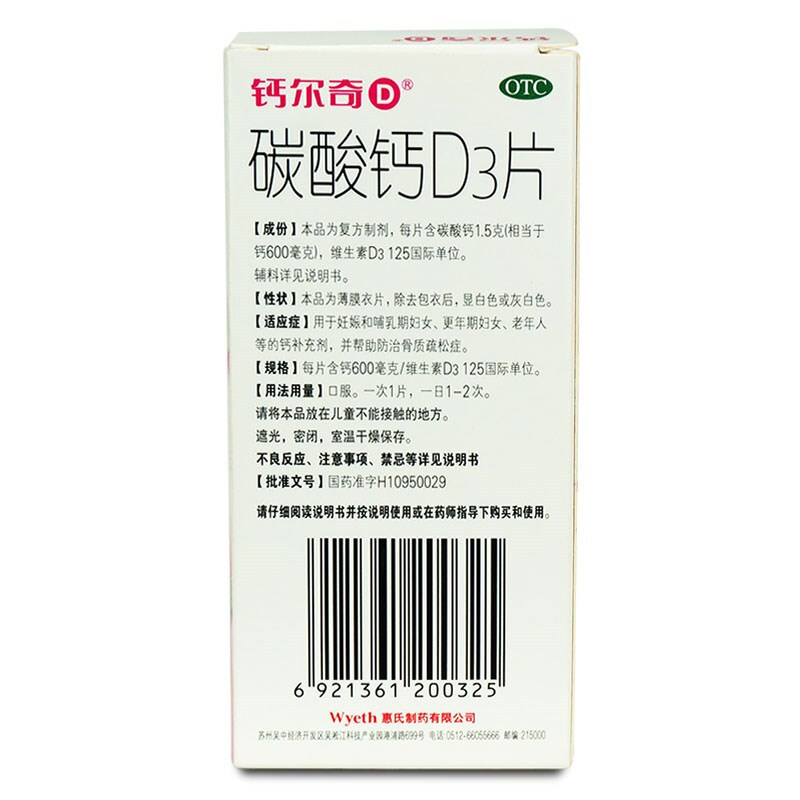 钙尔奇D®
OTC
碳酸钙D3片
【成份】本品为复方制剂，每片含碳酸钙1.5克(相当于
钙600毫克)，维生素D3 125国际单位。
辅料详见说明书。
【性状】本品为薄膜衣片，除去包衣后，显白色或灰白色。
【适应症】用于妊娠和哺乳期妇女、更年期妇女、老年人
等的钙补充剂，并帮助防治骨质疏松症。
【规格】每片含钙600毫克/维生素D3 125国际单位。
【用法用量】口服。一次1片，一日1-2次。
请将本品放在儿童不能接触的地方。
遮光，密闭，室温干燥保存。
不良反应、注意事项、禁忌等详见说明书
【批准文号】国药准字H10950029
请仔细阅读说明书并按说明使用或在药师指导下购买和使用。
6 921361 200325
Wyeth 惠氏制药有限公司
苏州吴中经济开发区吴淞江科技产业园港浦路699号 电话:0512-66055666 邮编:215000